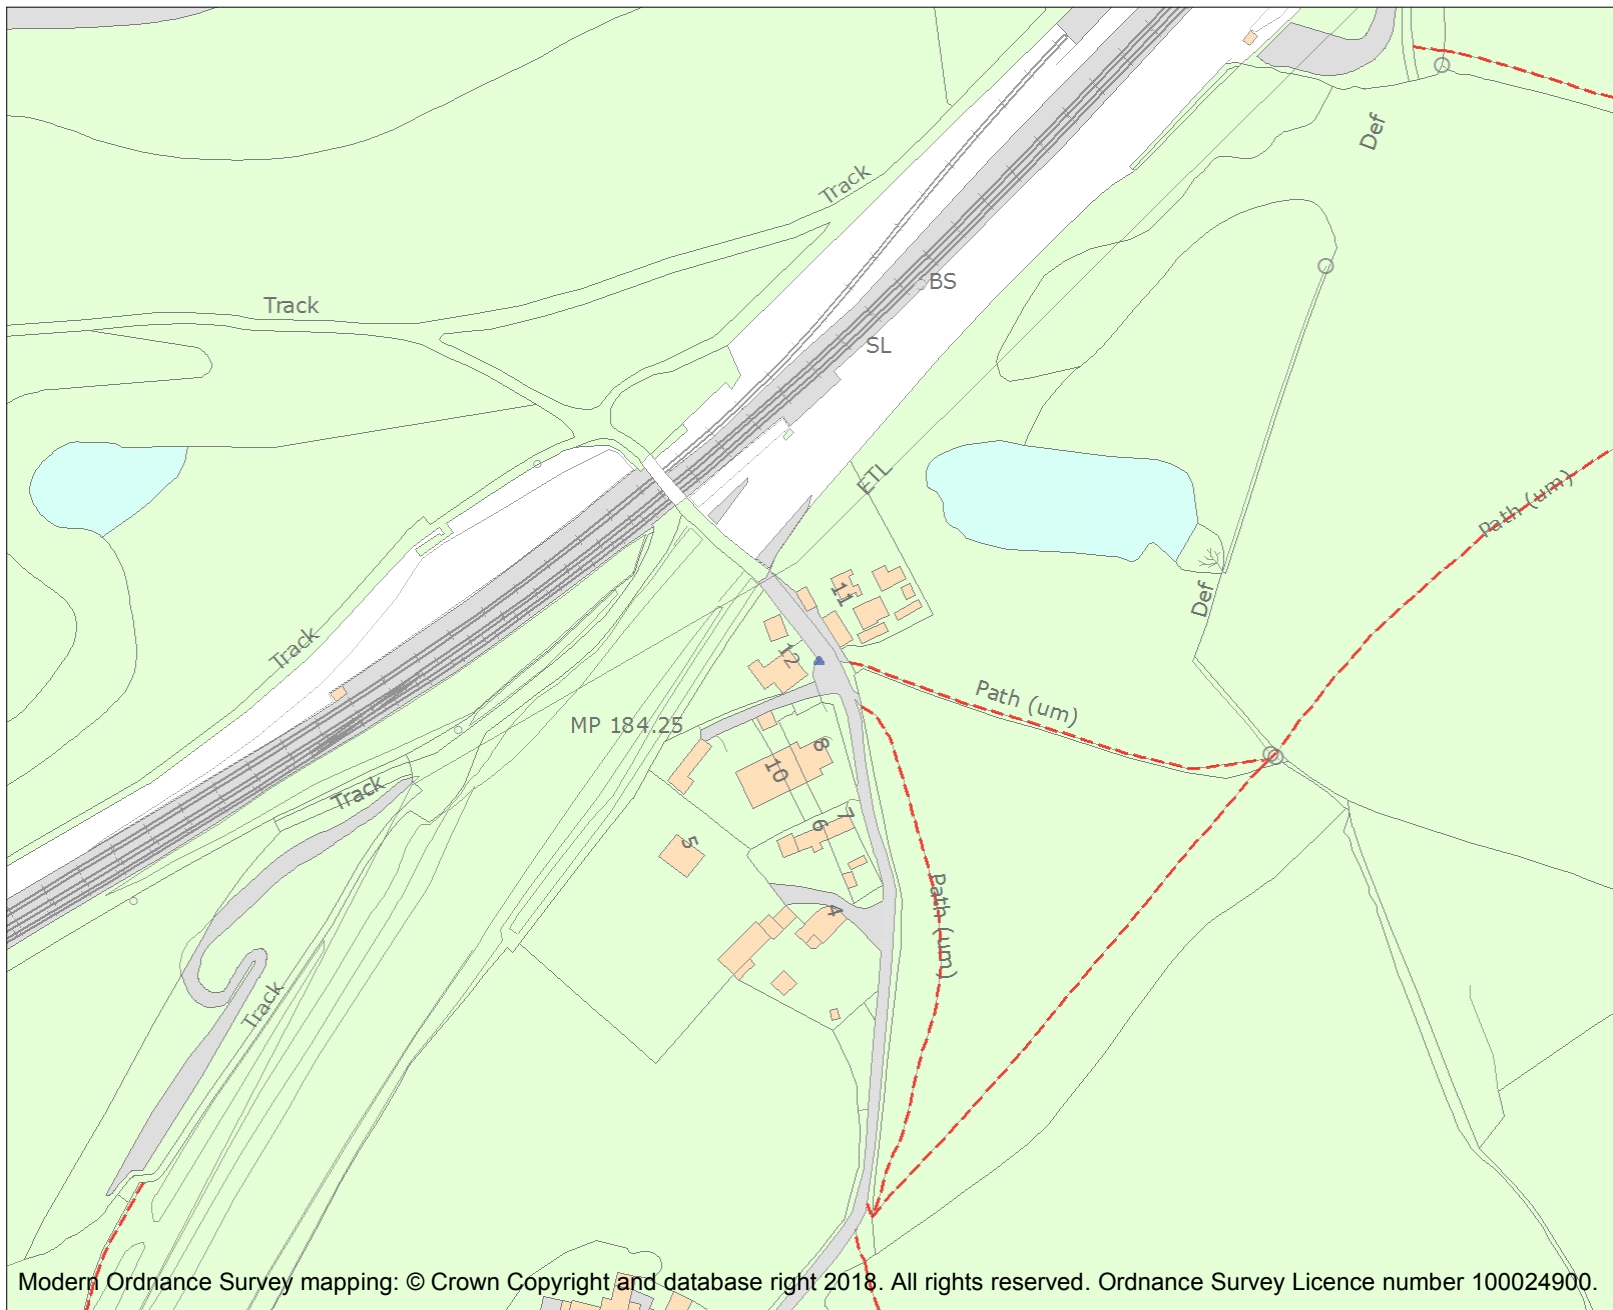 Def
Track
Track
BS
SL
ETL
Path (um)
11
Def
12
Track
Path (um)
MP 184.25
8
10
Track
7
6
5
Path (um)
4
Track
Modern Ordnance Survey mapping: © Crown Copyright and database right 2018. All rights reserved. Ordnance Survey Licence number 100024900.